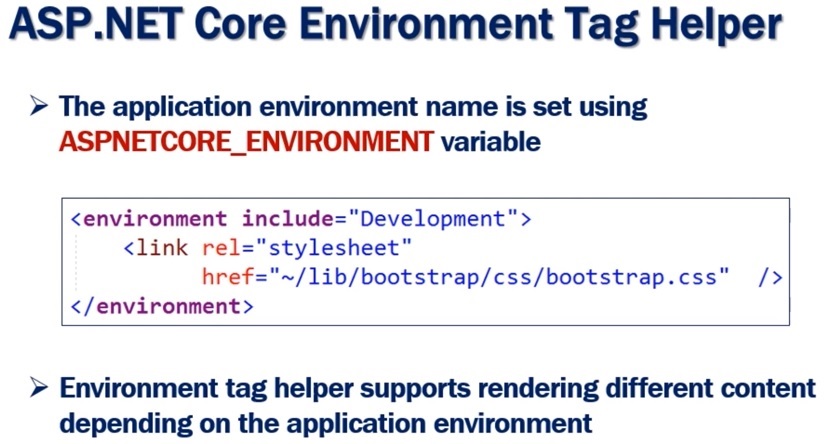 ASP.NET Core Environment Tag Helper
➢ The application environment name is set using
ASPNETCORE_ENVIRONMENT variable
<environment include="Development">
<link rel="stylesheet"
href="~/lib/bootstrap/css/bootstrap.css" />
</environment>
➢ Environment tag helper supports rendering different content
depending on the application environment